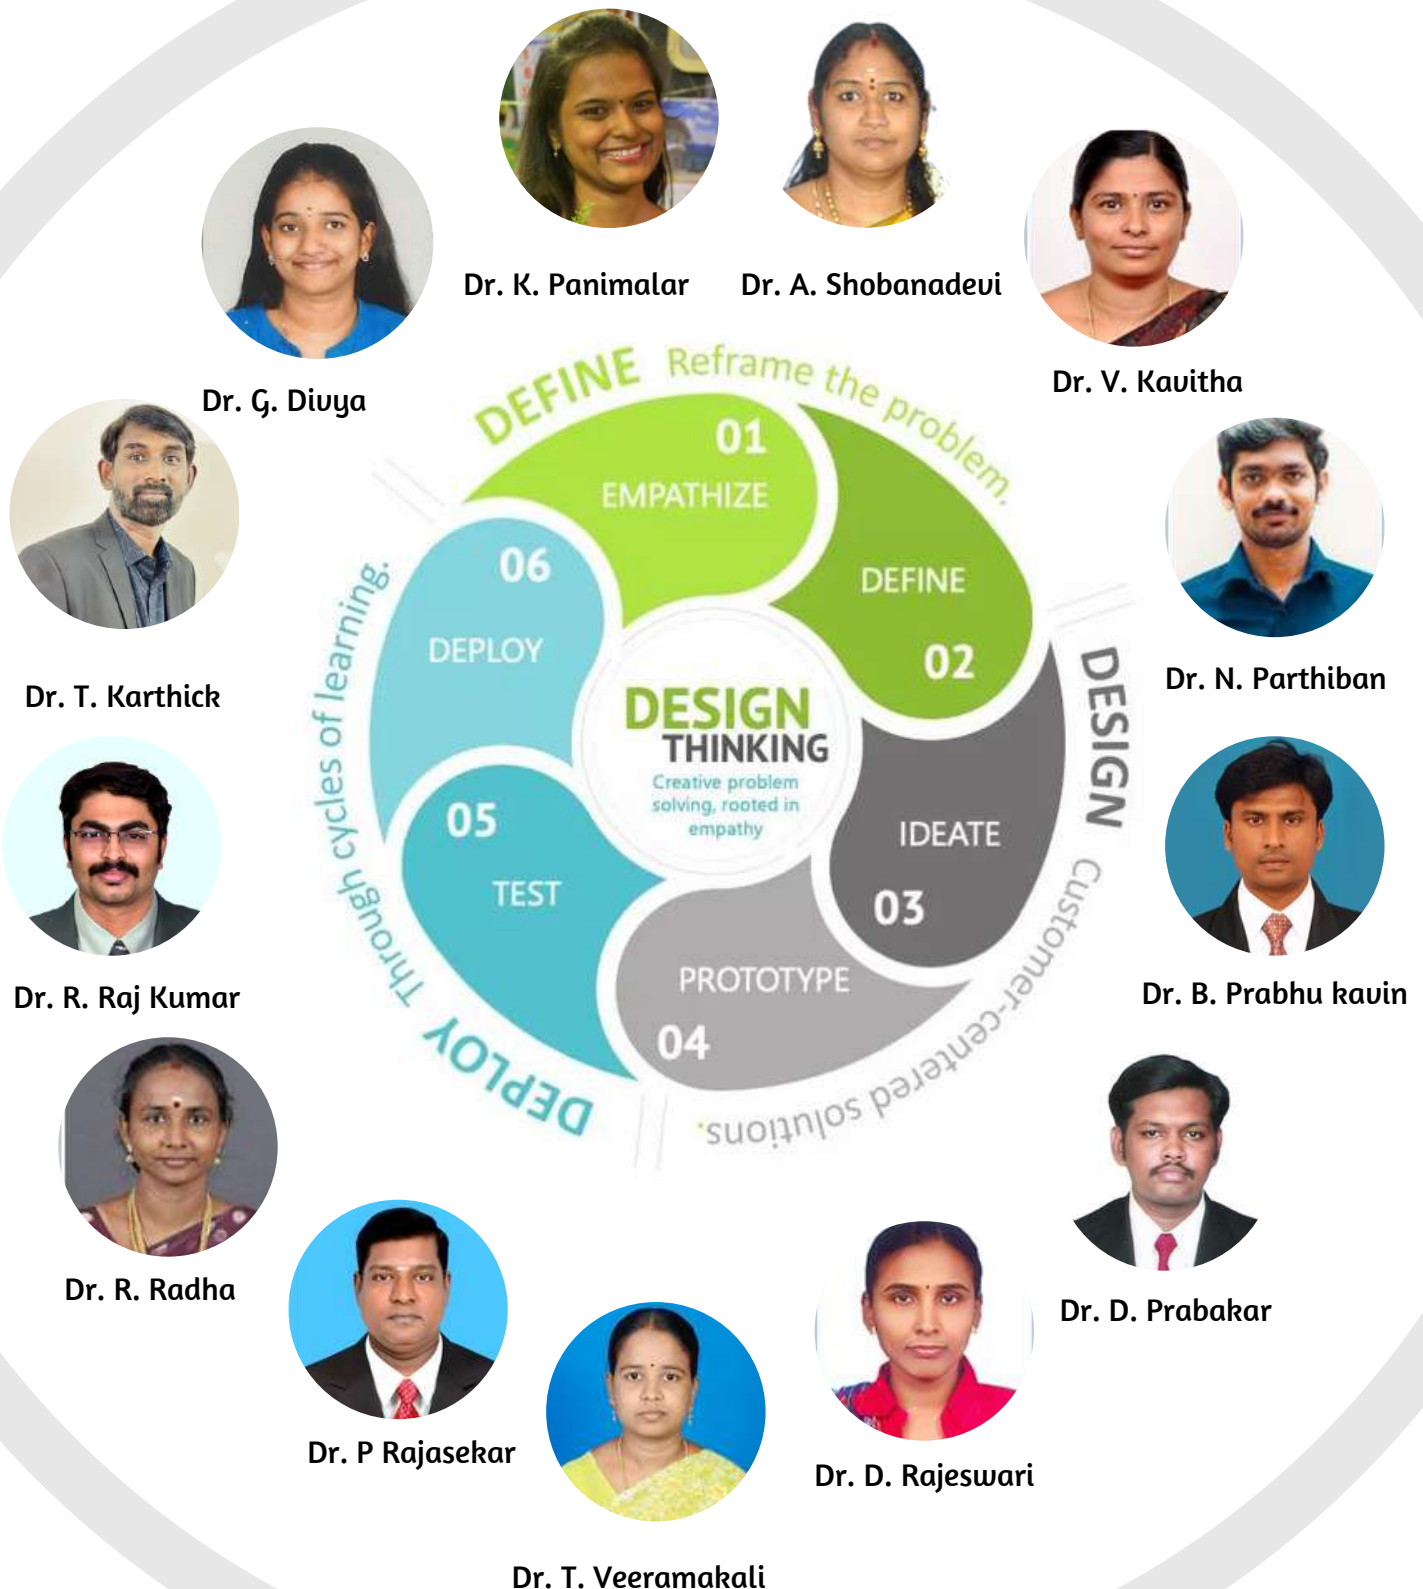 Dr. K. Panimalar
Dr. A. Shobanadevi
Dr. V. Kavitha
Dr. G. Divya
DEFINE Reframe the problem.
01
EMPATHIZE
DEFINE
02
Dr. N. Parthiban
DESIGN Customer-centered solutions.
IDEATE
03
Dr. B. Prabhu kavin
PROTOTYPE
04
DEPLOY Through cycles of learning.
05
TEST
06
DEPLOY
DESIGN
THINKING
Creative problem
solving, rooted in
empathy
Dr. T. Karthick
Dr. R. Raj Kumar
Dr. R. Radha
Dr. P Rajasekar
Dr. T. Veeramakali
Dr. D. Rajeswari
Dr. D. Prabakar